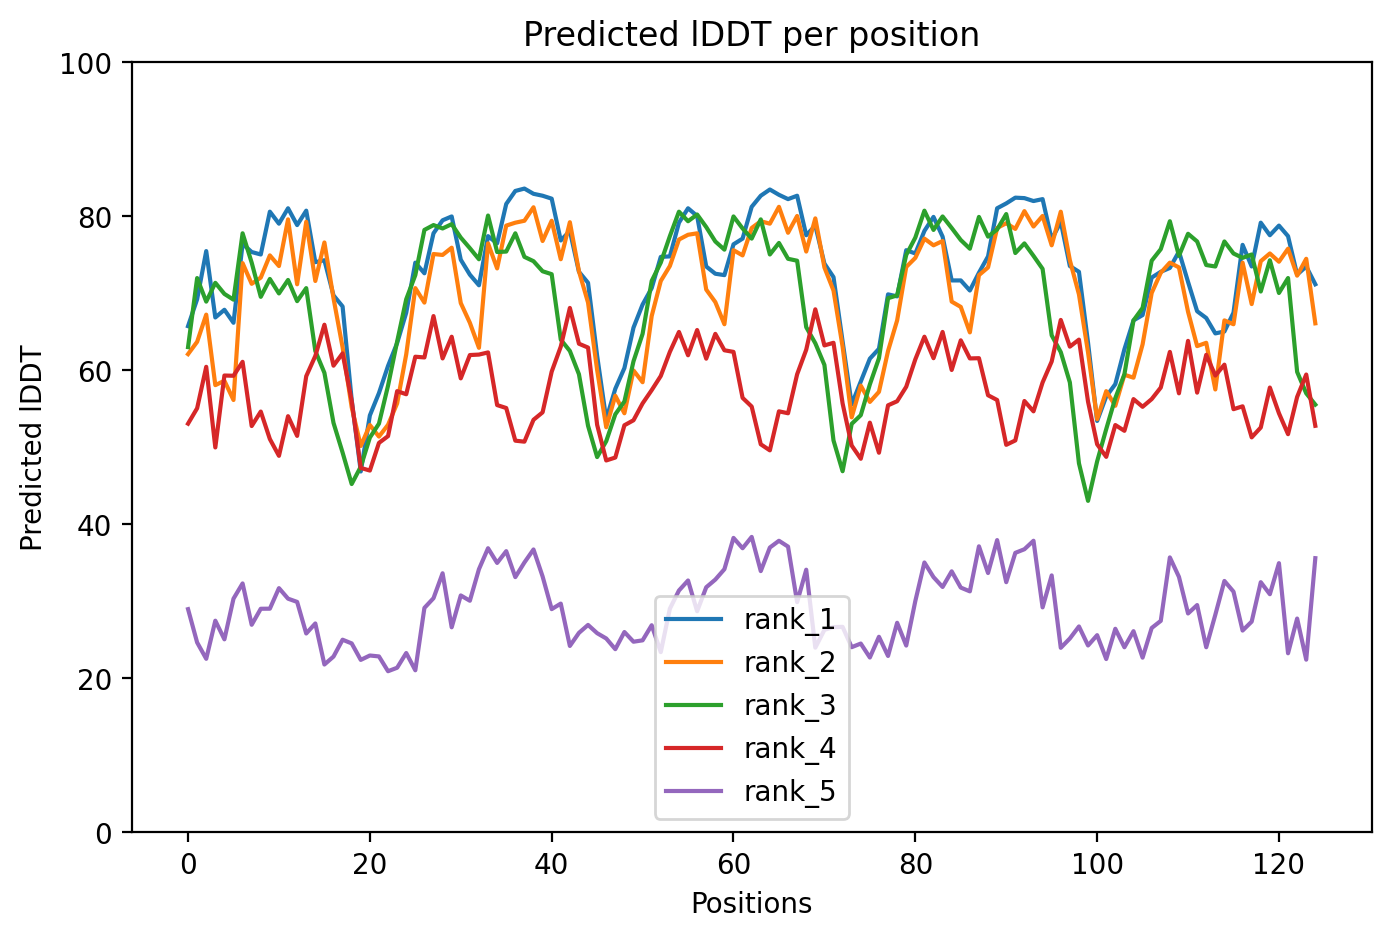 Predicted lDDT per position
100
80
60
40
20
0
Predicted lDDT
0 20 40 60 80 100 120
Positions
rank_1
rank_2
rank_3
rank_4
rank_5